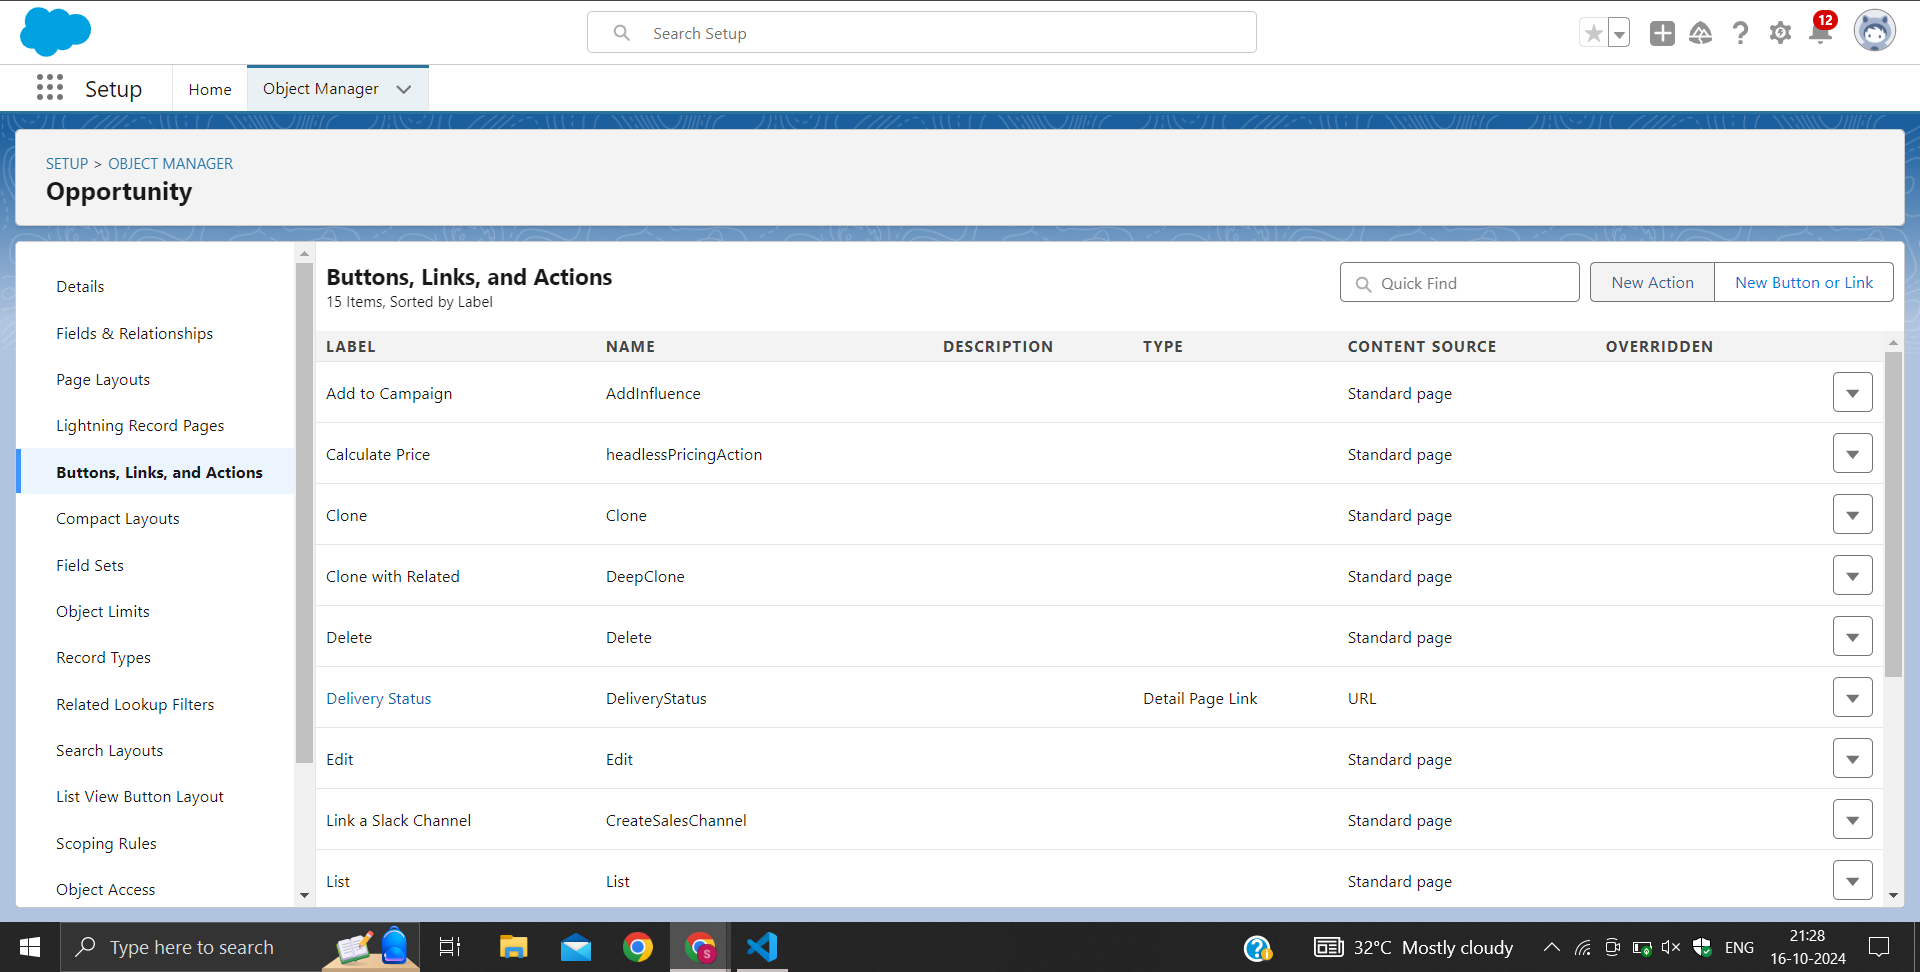 Search Setup
12
Setup
Home
Object Manager
SETUP > OBJECT MANAGER
Opportunity
Details
Fields & Relationships
Page Layouts
Lightning Record Pages
Buttons, Links, and Actions
Compact Layouts
Field Sets
Object Limits
Record Types
Related Lookup Filters
Search Layouts
List View Button Layout
Scoping Rules
Object Access
Buttons, Links, and Actions
15 Items, Sorted by Label
Quick Find
New Action
New Button or Link
LABEL NAME DESCRIPTION TYPE CONTENT SOURCE OVERRIDDEN
Add to Campaign AddInfluence Standard page
Calculate Price headlessPricingAction Standard page
Clone Clone Standard page
Clone with Related DeepClone Standard page
Delete Delete Standard page
Delivery Status DeliveryStatus Detail Page Link URL
Edit Edit Standard page
Link a Slack Channel CreateSalesChannel Standard page
List List Standard page
Type here to search
S
32°C Mostly cloudy
ENG
21:28
16-10-2024